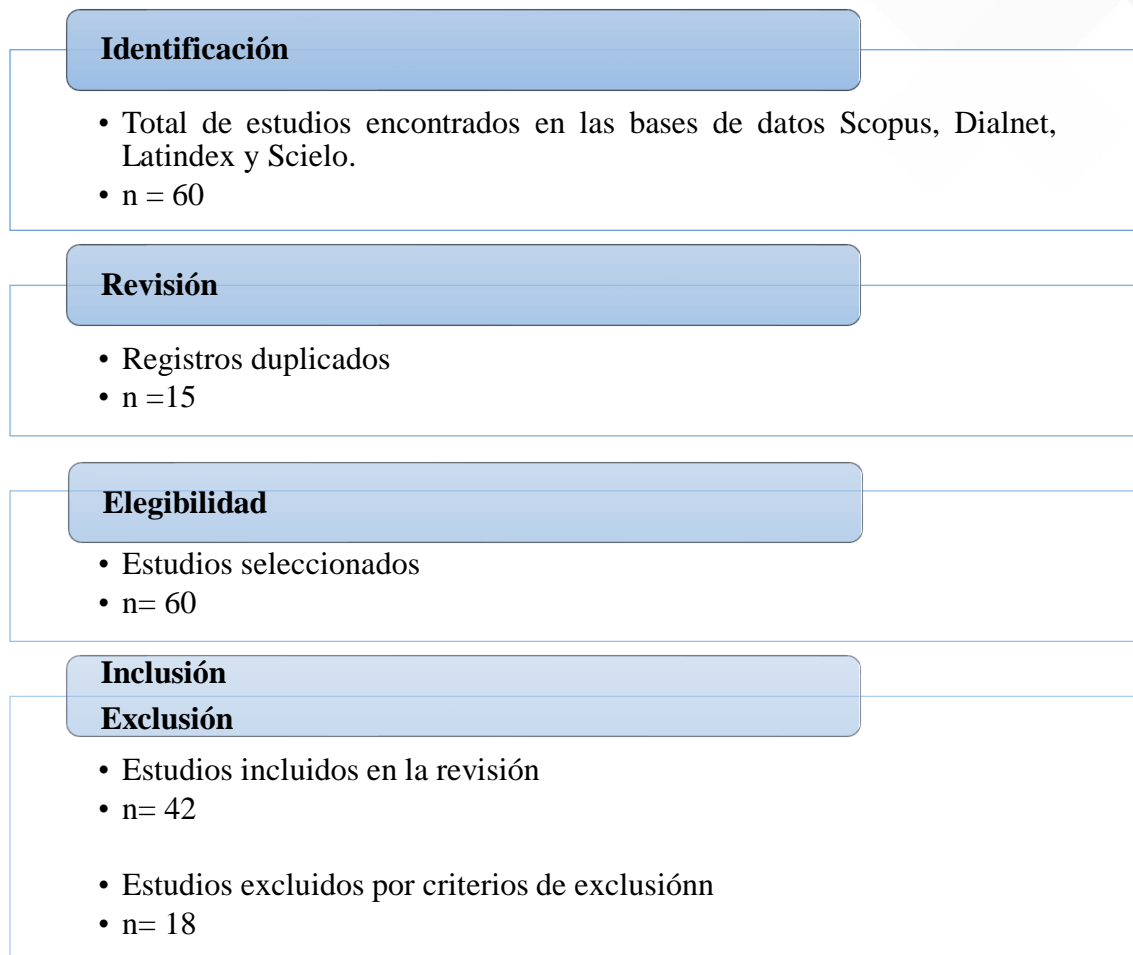 Identificación
• Total de estudios encontrados en las bases de datos Scopus, Dialnet,
Latindex y Scielo.
• n = 60
Revisión
• Registros duplicados
• n =15
Elegibilidad
• Estudios seleccionados
• n= 60
Inclusión
Exclusión
• Estudios incluidos en la revisión
• n= 42
• Estudios excluidos por criterios de exclusiónn
• n= 18